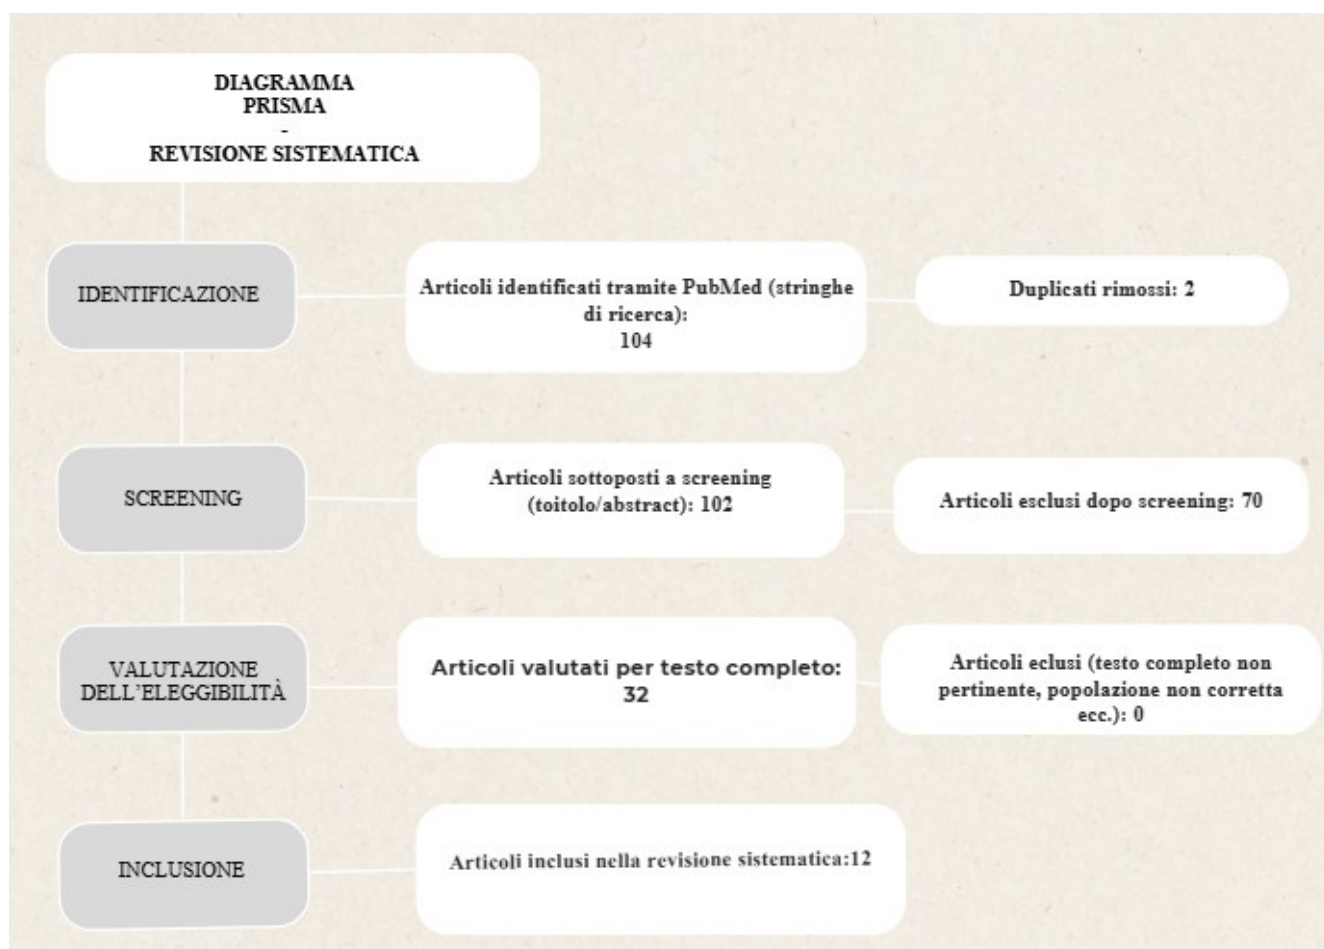 DIAGRAMMA
PRISMA
-
REVISIONE SISTEMATICA
IDENTIFICAZIONE
Articoli identificati tramite PubMed (stringhe
di ricerca):
104
Duplicati rimossi: 2
SCREENING
Articoli sottoposti a screening
(toitolo/abstract): 102
Articoli esclusi dopo screening: 70
VALUTAZIONE
DELL'ELEGGIBILITÀ
Articoli valutati per testo completo:
32
Articoli eclusi (testo completo non
pertinente, popolazione non corretta
ecc.): 0
INCLUSIONE
Articoli inclusi nella revisione sistematica:12